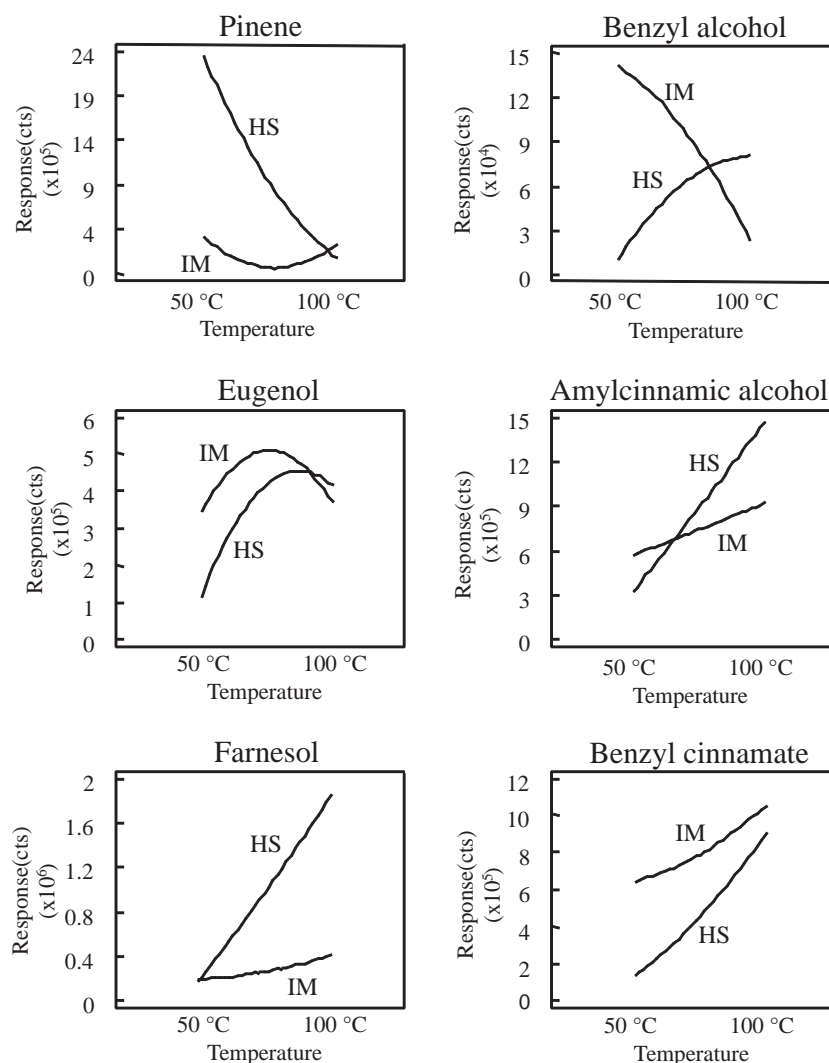 Pinene
24
19
14
9
4
0
Response(cts)
(x10⁵)
HS
IM
50 °C 100 °C
Temperature
Benzyl alcohol
15
12
9
6
3
0
Response(cts)
(x10⁴)
IM
HS
50 °C 100 °C
Temperature
Eugenol
6
5
4
3
2
1
0
Response(cts)
(x10⁵)
IM
HS
50 °C 100 °C
Temperature
Amylcinnamic alcohol
15
12
9
6
3
0
Response(cts)
(x10⁵)
HS
IM
50 °C 100 °C
Temperature
Farnesol
2
1.6
1.2
0.8
0.4
0
Response(cts)
(x10⁶)
HS
IM
50 °C 100 °C
Temperature
Benzyl cinnamate
12
10
8
6
4
2
0
Response(cts)
(x10⁵)
IM
HS
50 °C 100 °C
Temperature